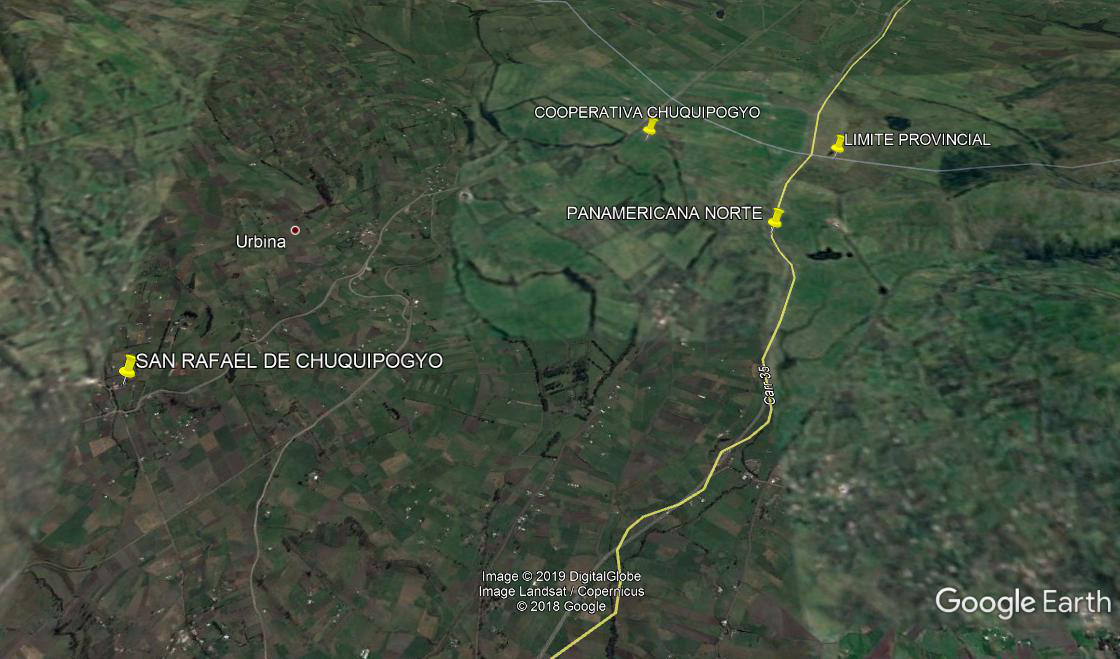 COOPERATIVA CHUQUIPOGYO
LIMITE PROVINCIAL
PANAMERICANA NORTE
Urbina
SAN RAFAEL DE CHUQUIPOGYO
Carr 35
Image © 2019 DigitalGlobe
Image Landsat / Copernicus
© 2018 Google
Google Earth